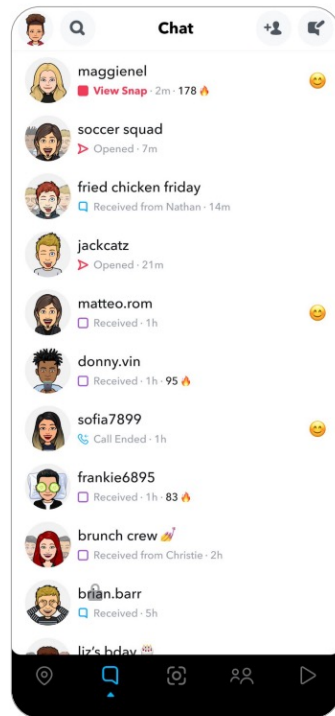 Chat
maggienel
View Snap · 2m · 178 🔥
soccer squad
Opened · 7m
fried chicken friday
Received from Nathan · 14m
jackcatz
Opened · 21m
matteo.rom
Received · 1h
donny.vin
Received · 1h · 95 🔥
sofia7899
Call Ended · 1h
frankie6895
Received · 1h · 83 🔥
brunch crew 💅
Received from Christie · 2h
brian.barr
Received · 5h
liz's bday 🎂